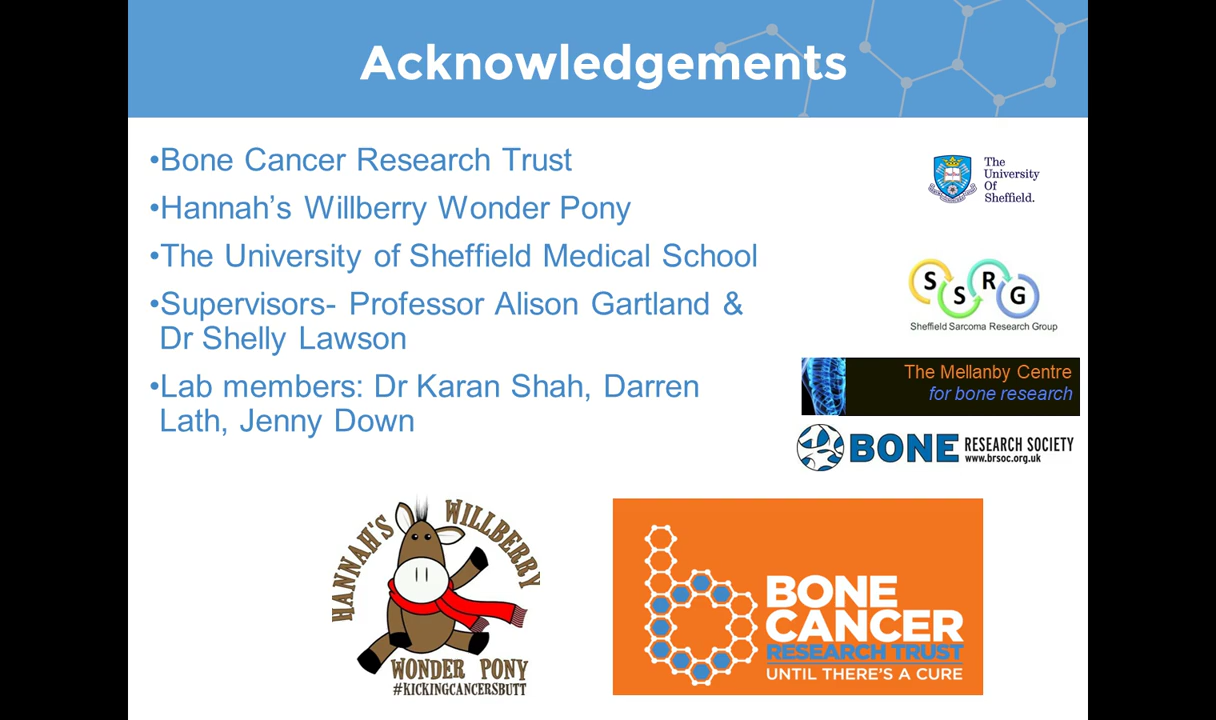 Acknowledgements
•Bone Cancer Research Trust
•Hannah’s Willberry Wonder Pony
•The University of Sheffield Medical School
•Supervisors- Professor Alison Gartland &
Dr Shelly Lawson
•Lab members: Dr Karan Shah, Darren
Lath, Jenny Down
The
University
Of
Sheffield.
S S R G
Sheffield Sarcoma Research Group
The Mellanby Centre
for bone research
BONE RESEARCH SOCIETY
www.brsoc.org.uk
HANNAH'S WILLBERRY
WONDER PONY
#KICKINGCANCERSBUTT
BONE
CANCER
RESEARCH TRUST
UNTIL THERE'S A CURE